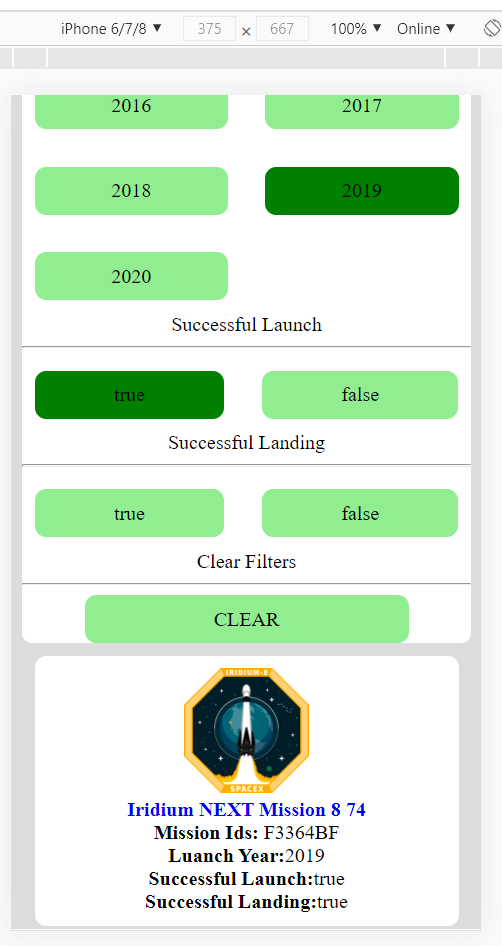 iPhone 6/7/8 ▼ 375 × 667 100% ▼ Online ▼
2016 2017
2018 2019
2020
Successful Launch
true false
Successful Landing
true false
Clear Filters
CLEAR
IRIDIUM-8
SPACEX
Iridium NEXT Mission 8 74
Mission Ids: F3364BF
Luanch Year:2019
Successful Launch:true
Successful Landing:true